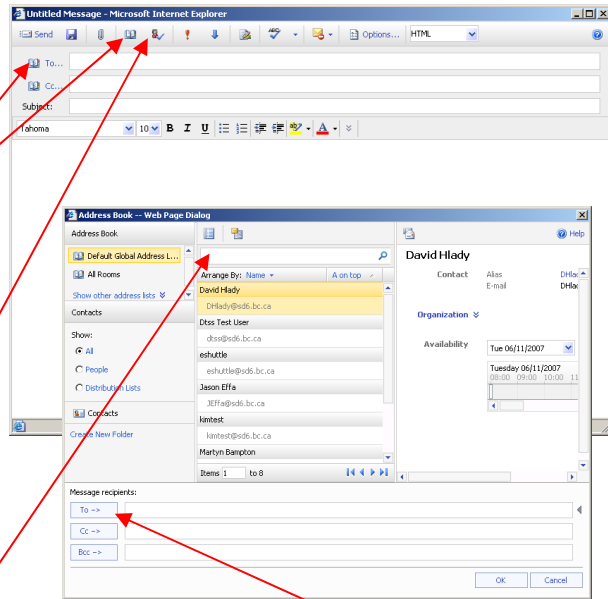 Untitled Message - Microsoft Internet Explorer
Send Options... HTML
To...
Cc...
Subject:
Tahoma 10 B I U A
Address Book -- Web Page Dialog
Address Book
Help
Default Global Address L...
All Rooms
Show other address lists
Contacts
Show:
All
People
Distribution Lists
Contacts
Create New Folder
Arrange By: Name A on top
David Hlady
DHlady@sd6.bc.ca
Dtss Test User
dtss@sd6.bc.ca
eshuttle
eshuttle@sd6.bc.ca
Jason Effa
JEffa@sd6.bc.ca
kimtest
kimtest@sd6.bc.ca
Martyn Bampton
Items 1 to 8
David Hlady
Contact Alias DHlac
E-mail DHlac
Organization
Availability Tue 06/11/2007
Tuesday 06/11/2007
08:00 09:00 10:00 11
Message recipients:
To ->
Cc ->
Bcc ->
OK Cancel